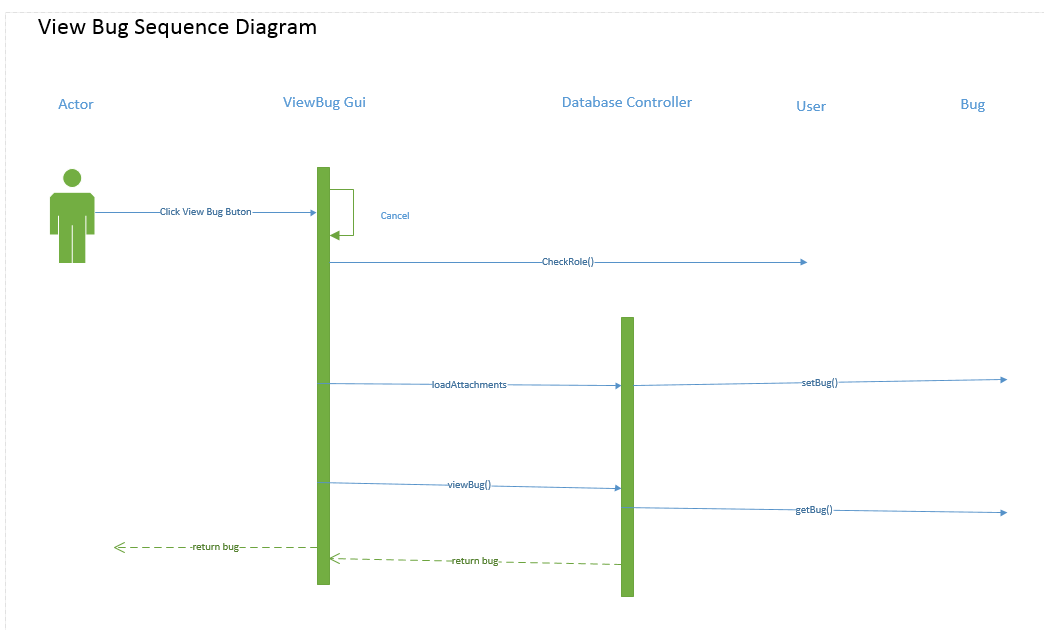 View Bug Sequence Diagram
Actor
ViewBug Gui
Database Controller
User
Bug
Click View Bug Buton
Cancel
CheckRole()
loadAttachments
setBug()
viewBug()
getBug()
return bug
return bug